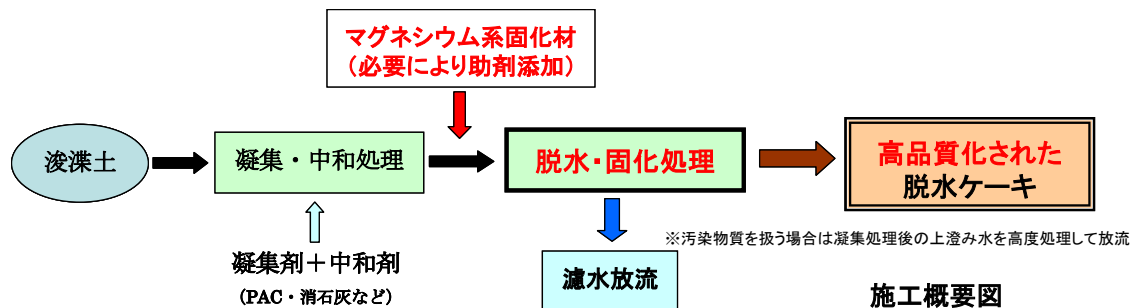 マグネシウム系固化材
（必要により助剤添加）
浚渫土
凝集・中和処理
脱水・固化処理
高品質化された
脱水ケーキ
※汚染物質を扱う場合は凝集処理後の上澄み水を高度処理して放流
凝集剤＋中和剤
(PAC・消石灰など)
濾水放流
施工概要図